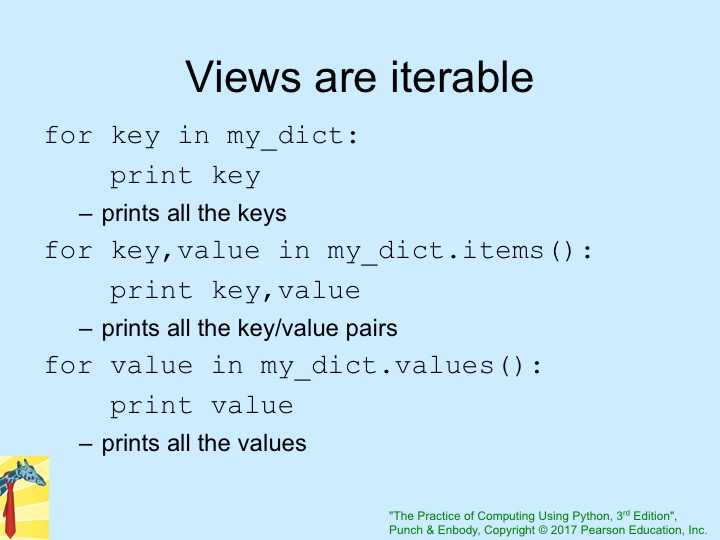 Views are iterable
for key in my_dict:
    print key
– prints all the keys
for key,value in my_dict.items():
    print key,value
– prints all the key/value pairs
for value in my_dict.values():
    print value
– prints all the values
"The Practice of Computing Using Python, 3rd Edition",
Punch & Enbody, Copyright © 2017 Pearson Education, Inc.